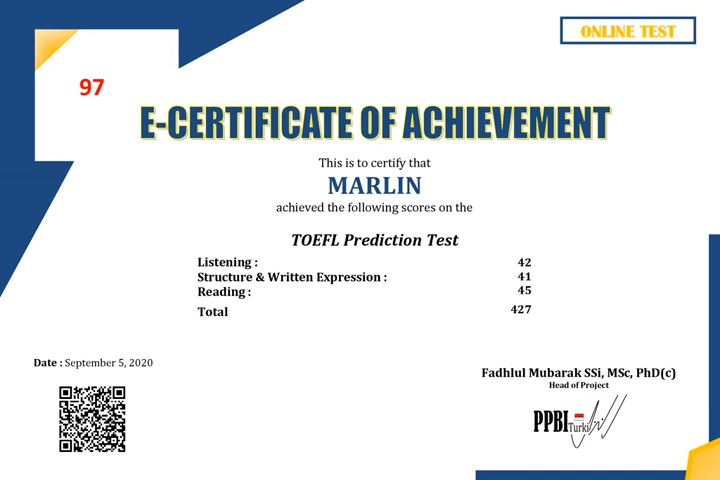 ONLINE TEST
97
E-CERTIFICATE OF ACHIEVEMENT
This is to certify that
MARLIN
achieved the following scores on the
TOEFL Prediction Test
Listening : 42
Structure & Written Expression : 41
Reading : 45
Total 427
Date : September 5, 2020
Fadhlul Mubarak SSi, MSc, PhD(c)
Head of Project
PPBI Turki